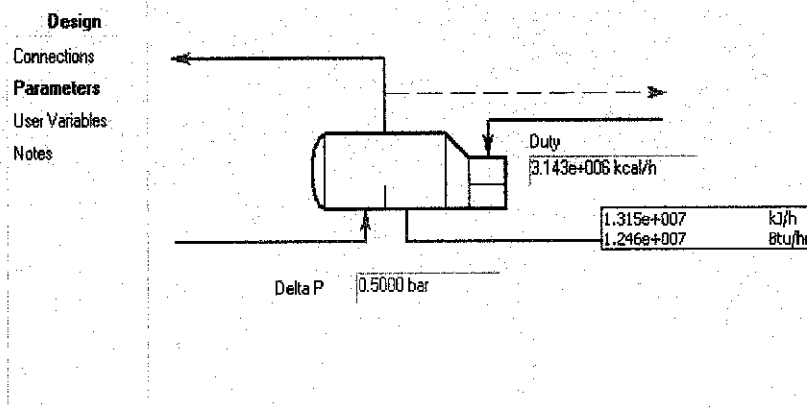 Design
Connections
Parameters
User Variables
Notes
Duty
3.143e+006 kcal/h
1.315e+007 kJ/h
1.246e+007 Btu/hr
Delta P 0.5000 bar